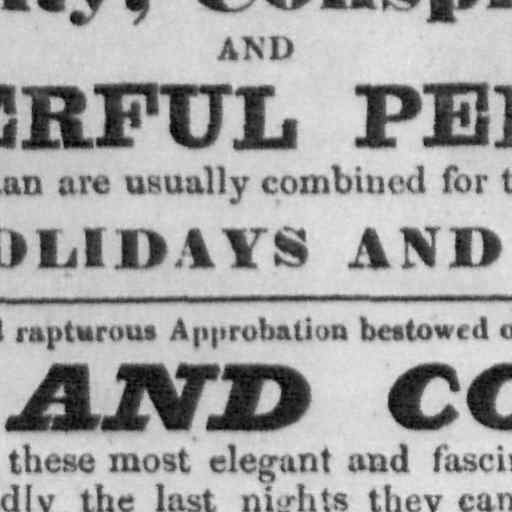 AND
ERFUL PE
an are usually combined for t
OLIDAYS AND
rapturous Approbation bestowed o
AND CO
these most elegant and fasci
dly the last nights they can